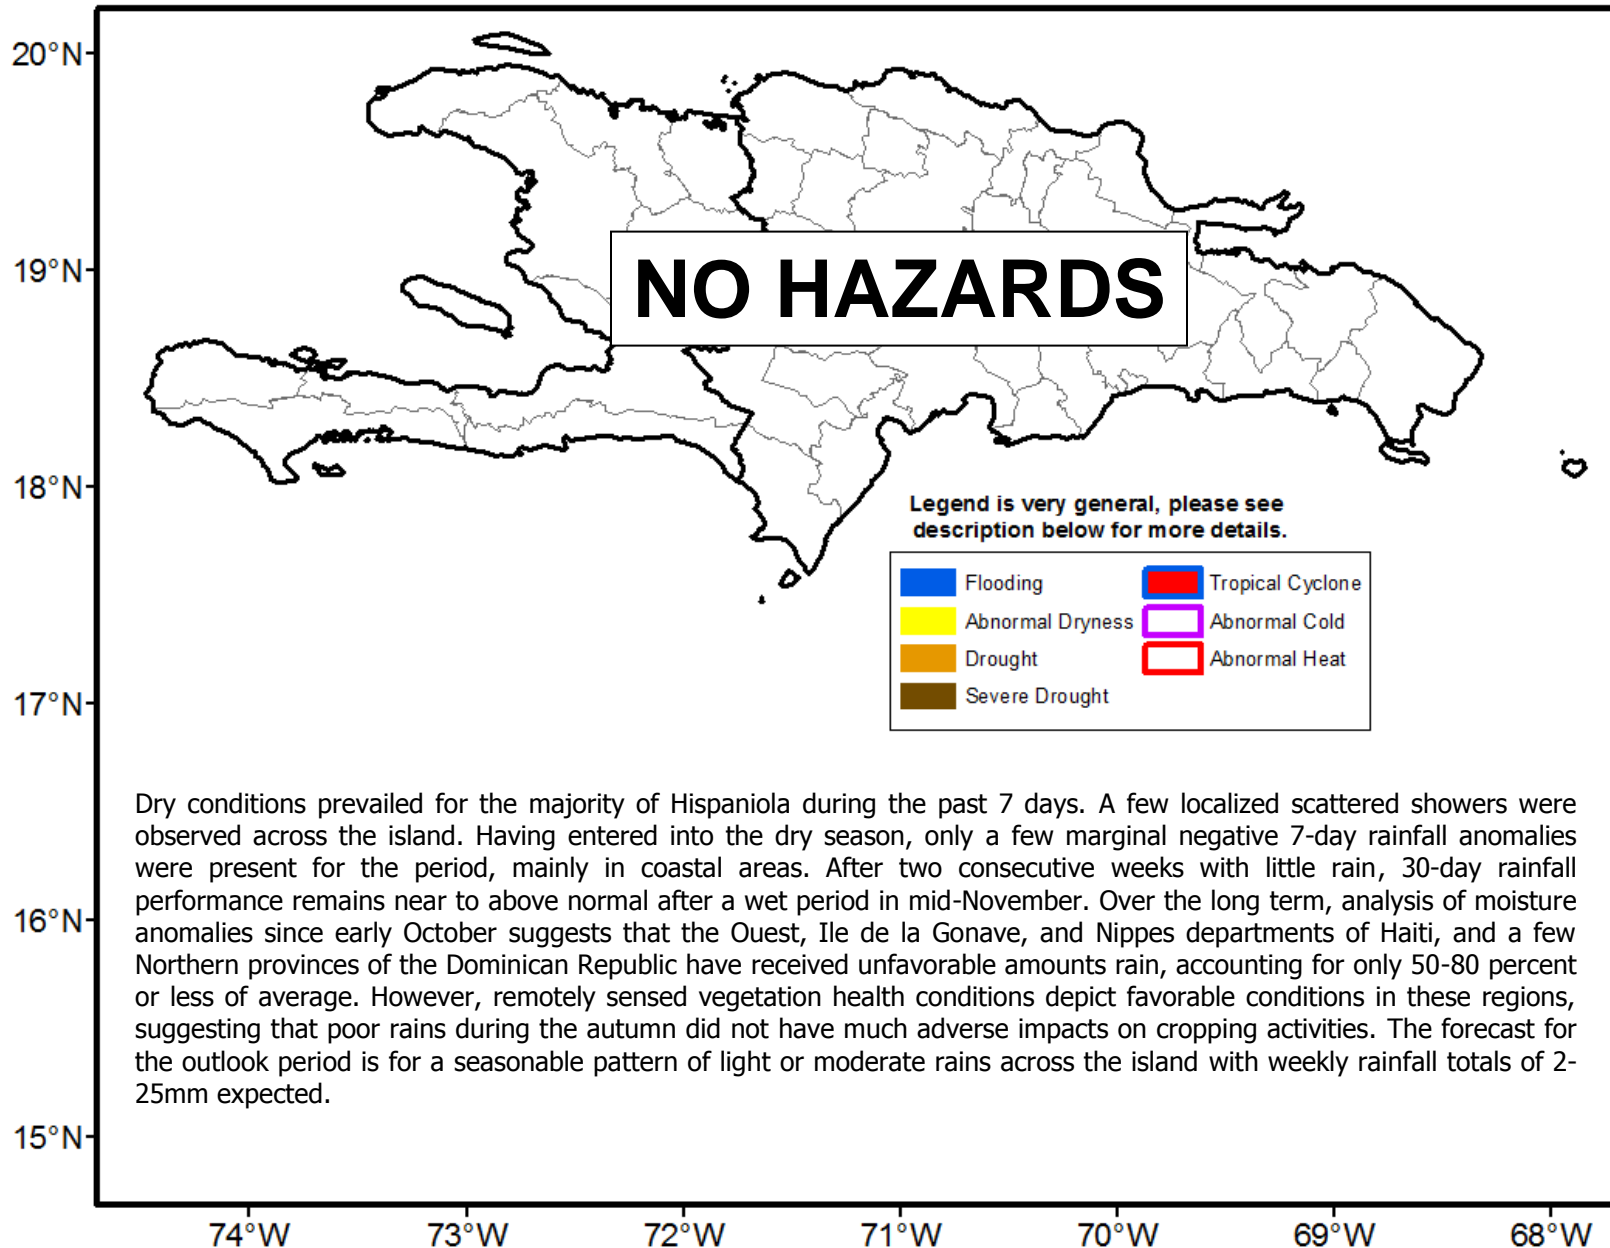 20°N
19°N
18°N
17°N
16°N
15°N
NO HAZARDS
Legend is very general, please see
description below for more details.
Flooding
Tropical Cyclone
Abnormal Dryness
Abnormal Cold
Drought
Abnormal Heat
Severe Drought
Dry conditions prevailed for the majority of Hispaniola during the past 7 days. A few localized scattered showers were
observed across the island. Having entered into the dry season, only a few marginal negative 7-day rainfall anomalies
were present for the period, mainly in coastal areas. After two consecutive weeks with little rain, 30-day rainfall
performance remains near to above normal after a wet period in mid-November. Over the long term, analysis of moisture
anomalies since early October suggests that the Ouest, Ile de la Gonave, and Nippes departments of Haiti, and a few
Northern provinces of the Dominican Republic have received unfavorable amounts rain, accounting for only 50-80 percent
or less of average. However, remotely sensed vegetation health conditions depict favorable conditions in these regions,
suggesting that poor rains during the autumn did not have much adverse impacts on cropping activities. The forecast for
the outlook period is for a seasonable pattern of light or moderate rains across the island with weekly rainfall totals of 2-
25mm expected.
74°W
73°W
72°W
71°W
70°W
69°W
68°W